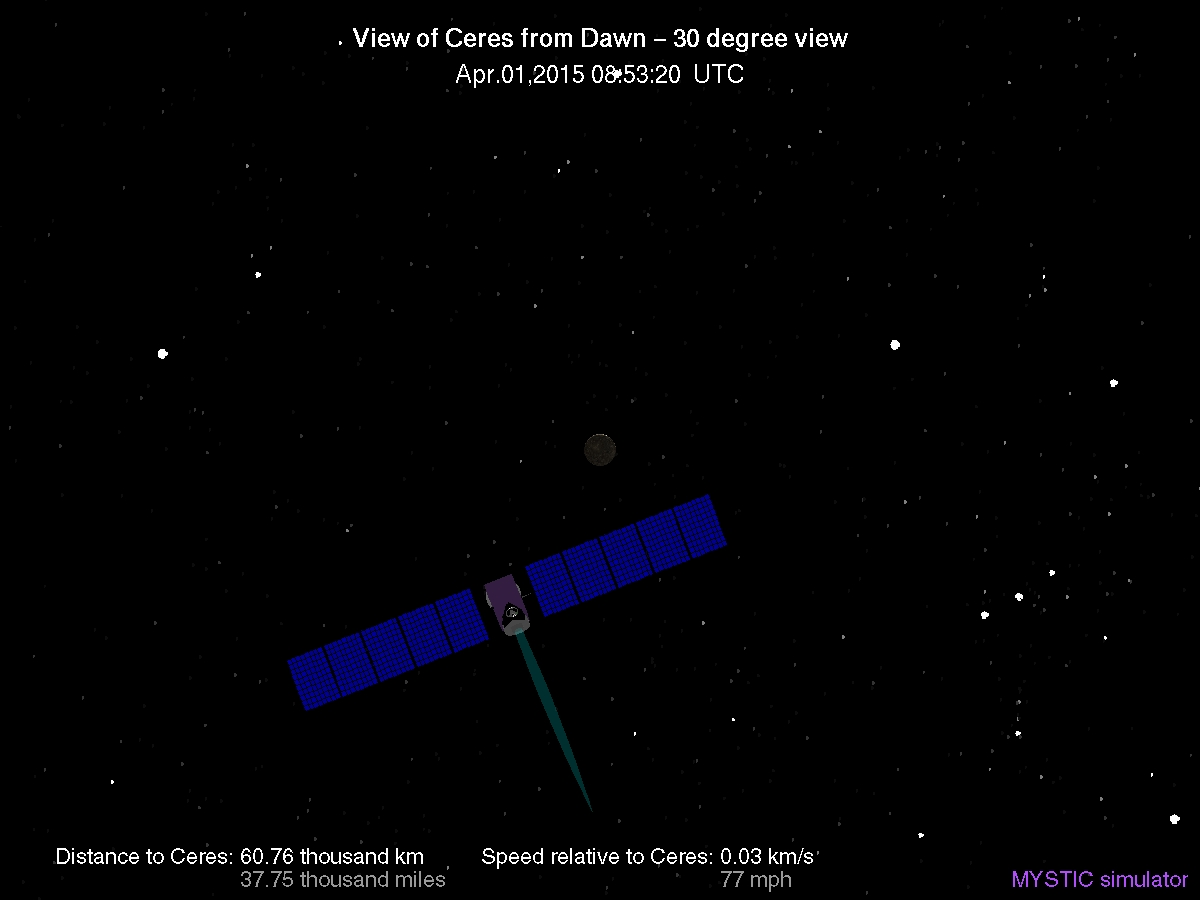 View of Ceres from Dawn – 30 degree view
Apr.01,2015 08:53:20 UTC
Distance to Ceres: 60.76 thousand km
37.75 thousand miles
Speed relative to Ceres: 0.03 km/s
77 mph
MYSTIC simulator